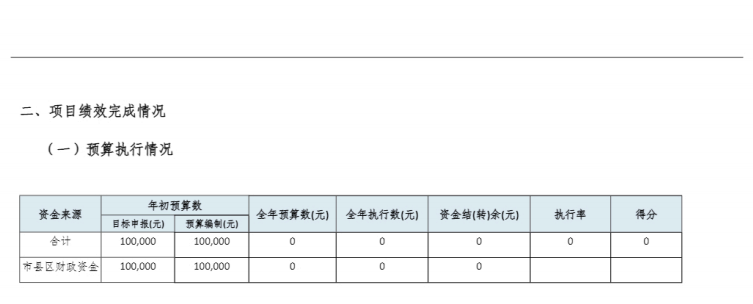 二、项目绩效完成情况
（一）预算执行情况
资金来源 年初预算数 全年预算数(元) 全年执行数(元) 资金结(转)余(元) 执行率 得分
目标申报(元) 预算编制(元)
合计 100,000 100,000 0 0 0 0 0
市县区财政资金 100,000 100,000 0 0 0